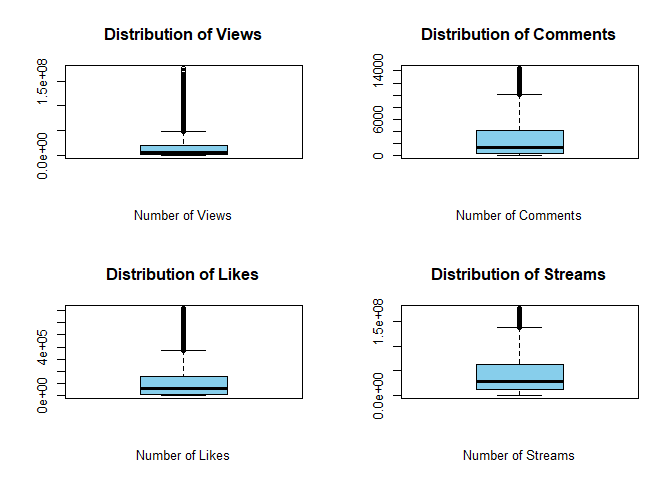 Distribution of Views
1.5e+08
0.0e+00
Number of Views
Distribution of Comments
14000
6000
0
Number of Comments
Distribution of Likes
4e+05
0e+00
Number of Likes
Distribution of Streams
1.5e+08
0.0e+00
Number of Streams